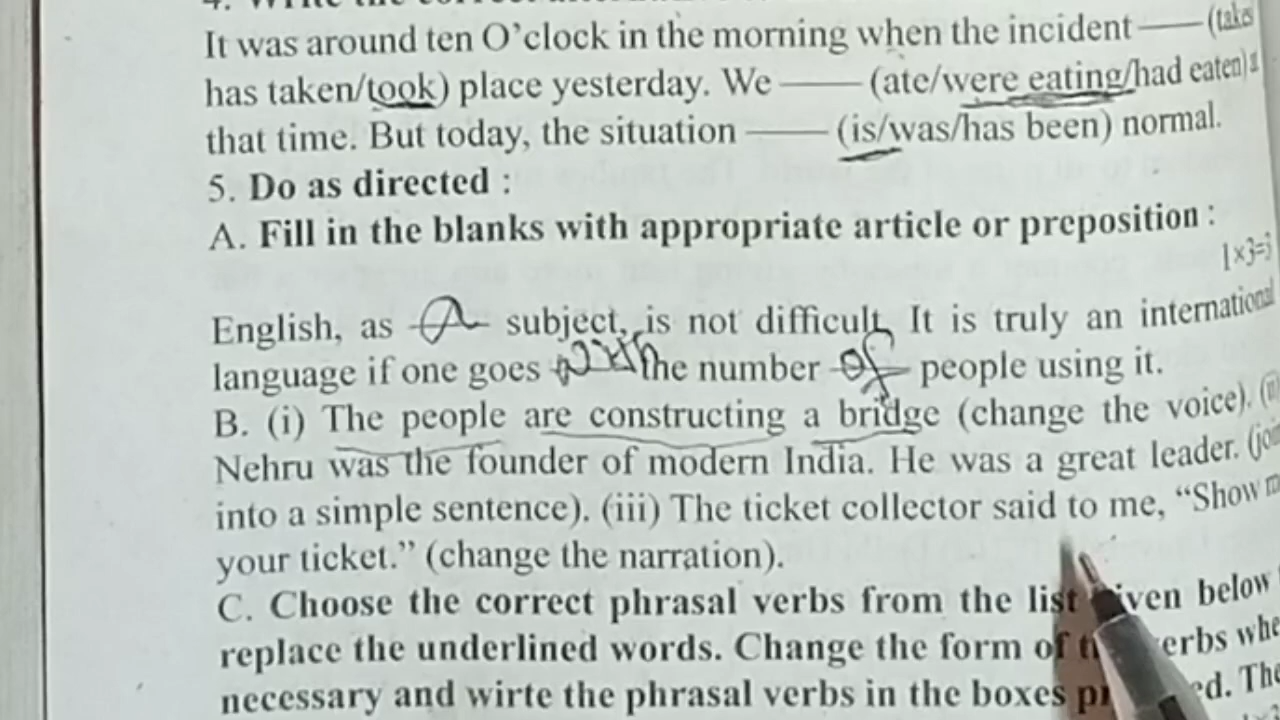 It was around ten O'clock in the morning when the incident —— (takes
has taken/took) place yesterday. We —— (ate/were eating/had eaten) a
that time. But today, the situation —— (is/was/has been) normal.
5. Do as directed :
A. Fill in the blanks with appropriate article or preposition :
1×3=3
English, as a subject, is not difficult. It is truly an international
language if one goes with the number of people using it.
B. (i) The people are constructing a bridge (change the voice). (ii)
Nehru was the founder of modern India. He was a great leader. (join
into a simple sentence). (iii) The ticket collector said to me, "Show m
your ticket." (change the narration).
C. Choose the correct phrasal verbs from the list given below
replace the underlined words. Change the form of verbs whe
necessary and wirte the phrasal verbs in the boxes The